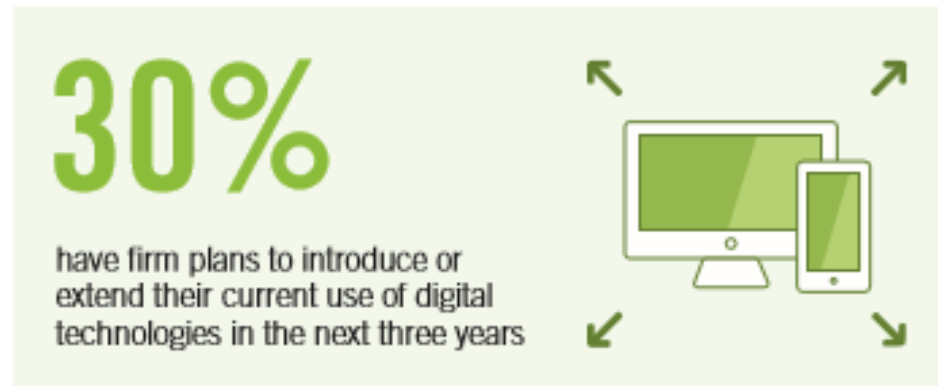 30%
have firm plans to introduce or
extend their current use of digital
technologies in the next three years